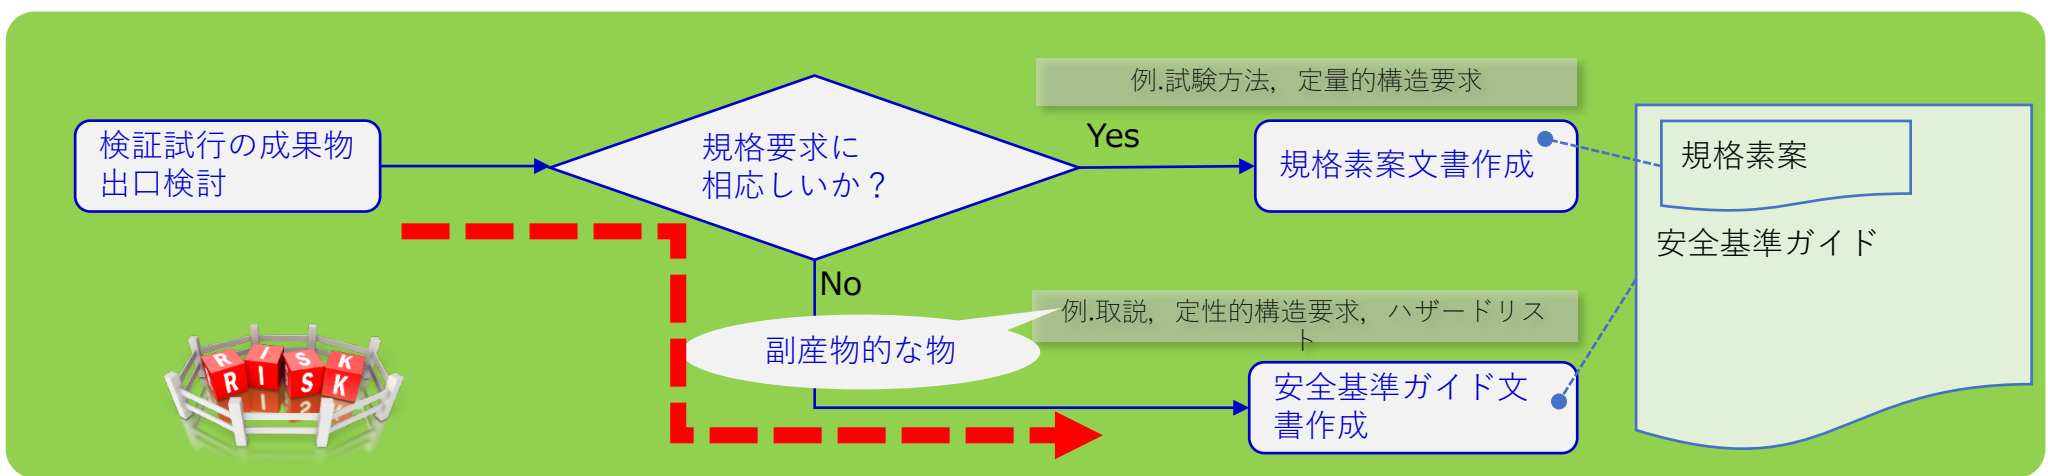 例.試験方法，定量的構造要求
検証試行の成果物
出口検討
規格要求に
相応しいか？
Yes
規格素案文書作成
規格素案
安全基準ガイド
No
例.取説，定性的構造要求，ハザードリス
ト
副産物的な物
安全基準ガイド文
書作成
R I S K
R I S K